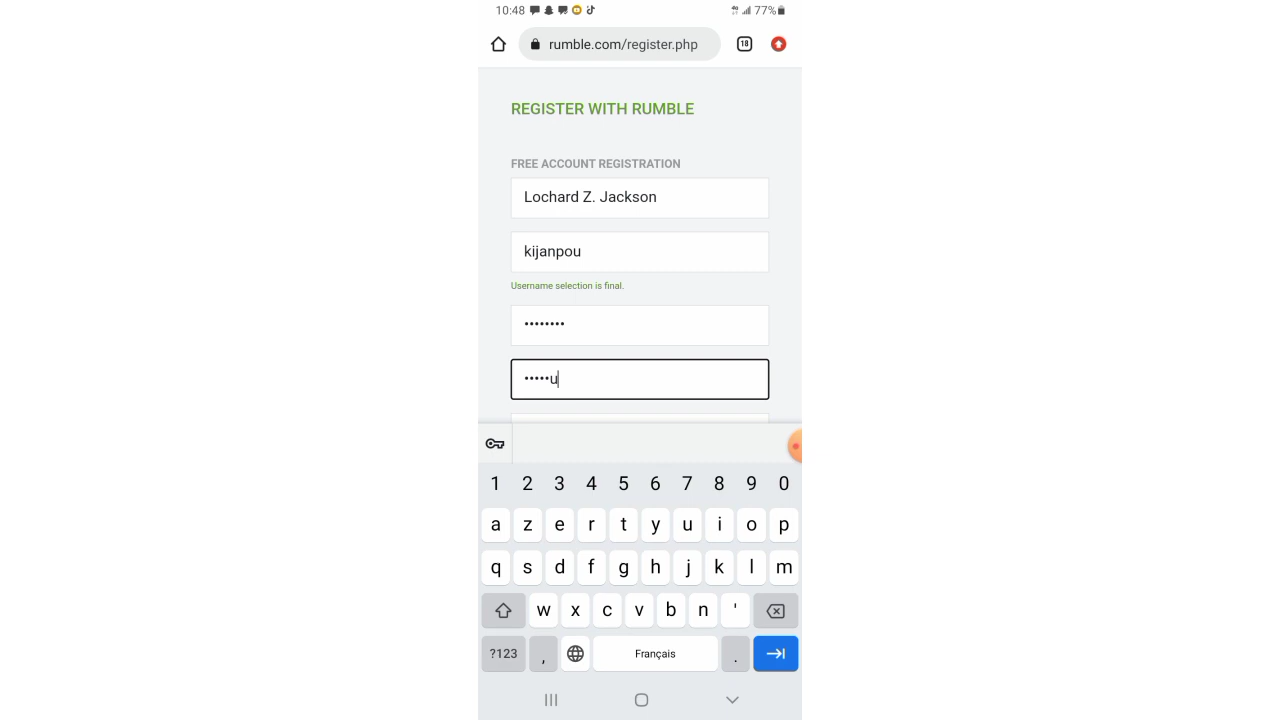 10:48 77%
rumble.com/register.php 18
REGISTER WITH RUMBLE
FREE ACCOUNT REGISTRATION
Lochard Z. Jackson
kijanpou
Username selection is final.
••••••••
•••••u
1 2 3 4 5 6 7 8 9 0
a z e r t y u i o p
q s d f g h j k l m
w x c v b n '
?123 , Français .